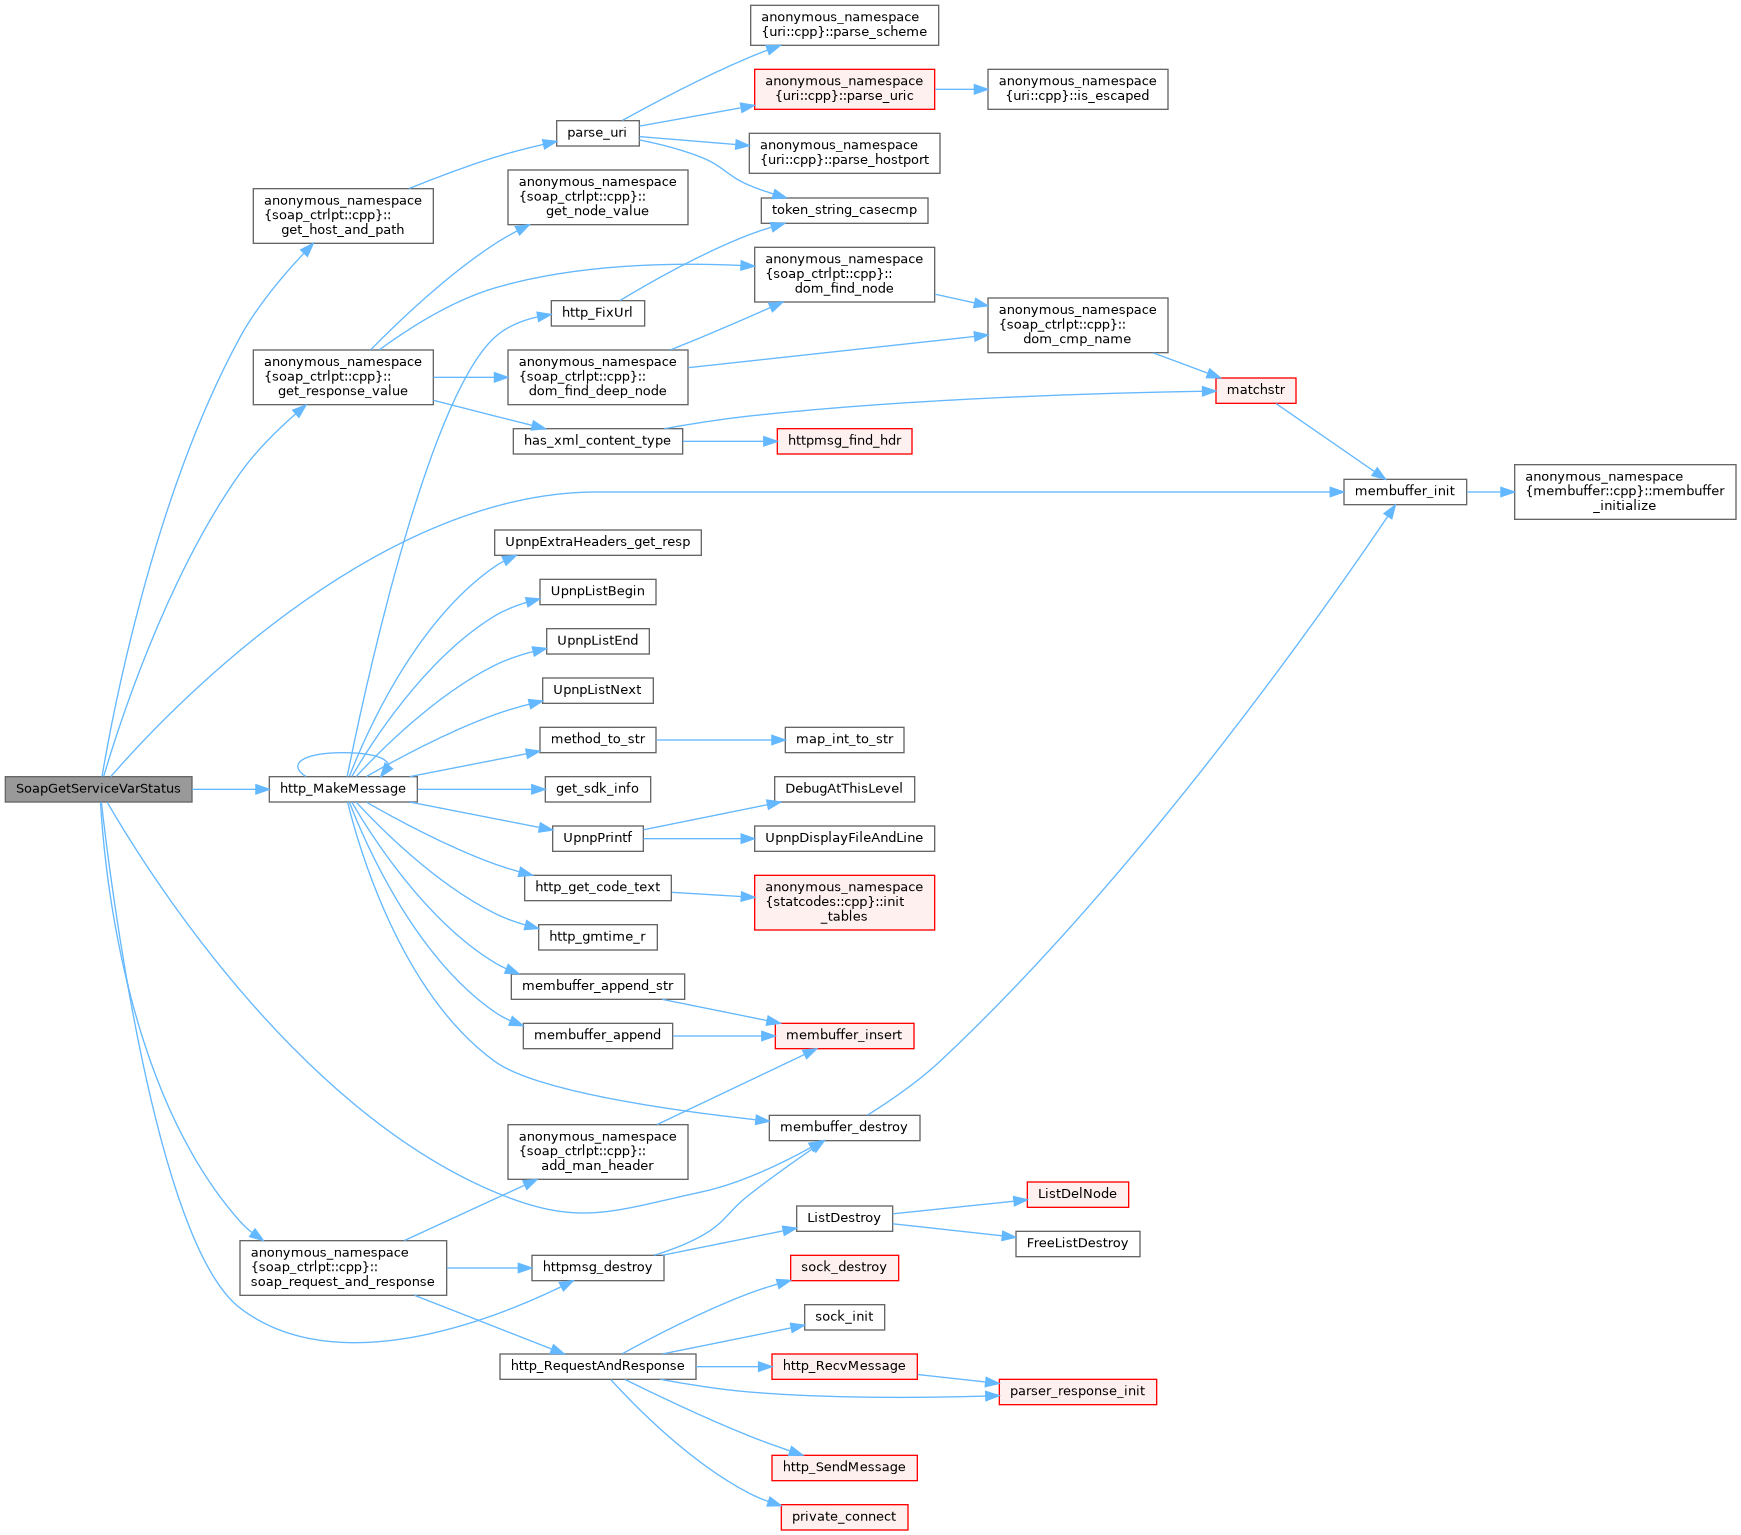 anonymous_namespace
{uri::cpp}::parse_scheme
anonymous_namespace
{uri::cpp}::parse_uric
anonymous_namespace
{uri::cpp}::is_escaped
parse_uri
anonymous_namespace
{uri::cpp}::parse_hostport
anonymous_namespace
{soap_ctrlpt::cpp}::
get_host_and_path
anonymous_namespace
{soap_ctrlpt::cpp}::
get_node_value
token_string_casecmp
anonymous_namespace
{soap_ctrlpt::cpp}::
dom_find_node
http_FixUrl
anonymous_namespace
{soap_ctrlpt::cpp}::
dom_cmp_name
anonymous_namespace
{soap_ctrlpt::cpp}::
get_response_value
anonymous_namespace
{soap_ctrlpt::cpp}::
dom_find_deep_node
matchstr
has_xml_content_type
httpmsg_find_hdr
membuffer_init
anonymous_namespace
{membuffer::cpp}::membuffer
_initialize
UpnpExtraHeaders_get_resp
UpnpListBegin
UpnpListEnd
UpnpListNext
method_to_str
map_int_to_str
SoapGetServiceVarStatus
http_MakeMessage
get_sdk_info
DebugAtThisLevel
UpnpPrintf
UpnpDisplayFileAndLine
http_get_code_text
anonymous_namespace
{statcodes::cpp}::init
_tables
http_gmtime_r
membuffer_append_str
membuffer_append
membuffer_insert
membuffer_destroy
anonymous_namespace
{soap_ctrlpt::cpp}::
add_man_header
ListDelNode
ListDestroy
FreeListDestroy
anonymous_namespace
{soap_ctrlpt::cpp}::
soap_request_and_response
httpmsg_destroy
sock_destroy
sock_init
http_RequestAndResponse
http_RecvMessage
parser_response_init
http_SendMessage
private_connect